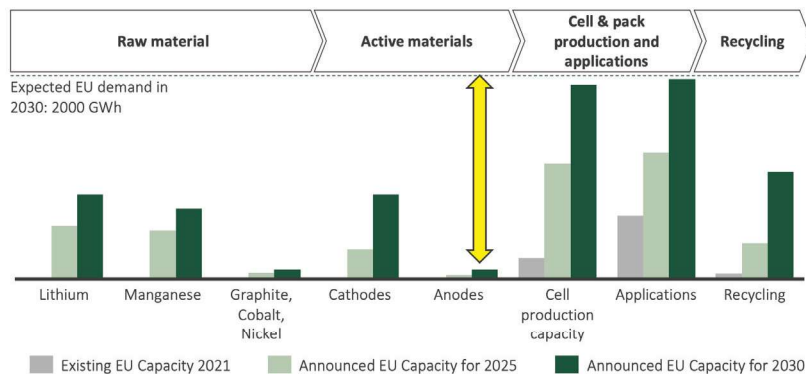 Raw material
Active materials
Cell & pack
production and
applications
Recycling
Expected EU demand in
2030: 2000 GWh
Lithium
Manganese
Graphite,
Cobalt,
Nickel
Cathodes
Anodes
Cell
production
capacity
Applications
Recycling
Existing EU Capacity 2021
Announced EU Capacity for 2025
Announced EU Capacity for 2030